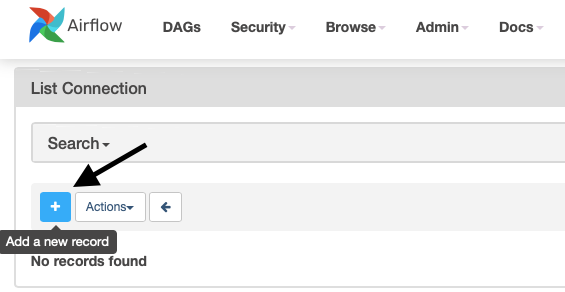 Airflow DAGs Security Browse Admin Docs
List Connection
Search
+ Actions
Add a new record
No records found